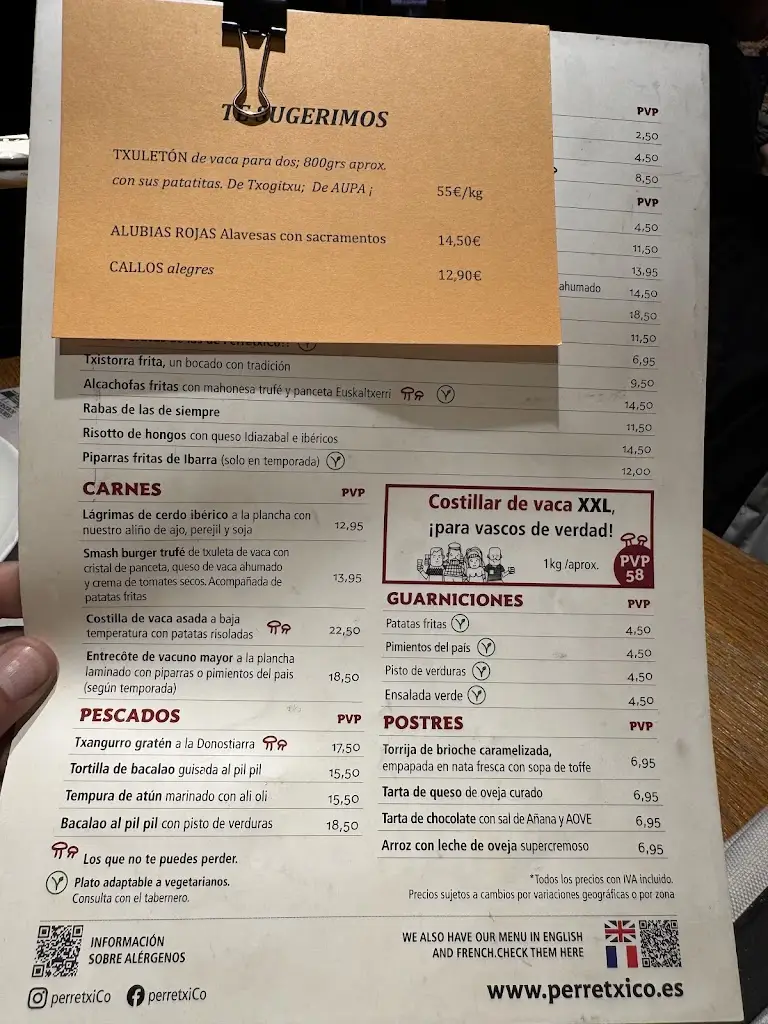 TE SUGERIMOS
TXULETÓN de vaca para dos; 800grs aprox.
con sus patatitas. De Txogitxu; De AUPA ¡ 55€/kg
ALUBIAS ROJAS Alavesas con sacramentos 14,50€
CALLOS alegres 12,90€
PVP
2,50
4,50
8,50
PVP
4,50
11,50
13,95
ahumado 14,50
18,50
11,50
Txistorra frita, un bocado con tradición 6,95
9,50
Alcachofas fritas con mahonesa trufé y panceta Euskaltxerri 14,50
Rabas de las de siempre 11,50
Risotto de hongos con queso Idiazabal e ibéricos 14,50
Piparras fritas de Ibarra (solo en temporada) 12,00
CARNES PVP
Lágrimas de cerdo ibérico a la plancha con
nuestro aliño de ajo, perejil y soja 12,95
Smash burger trufé de txuleta de vaca con
cristal de panceta, queso de vaca ahumado
y crema de tomates secos. Acompañada de 13,95
patatas fritas
Costilla de vaca asada a baja
temperatura con patatas risoladas 22,50
Entrecôte de vacuno mayor a la plancha
laminado con piparras o pimientos del país 18,50
(según temporada)
PESCADOS PVP
Txangurro gratén a la Donostiarra 17,50
Tortilla de bacalao guisada al pil pil 15,50
Tempura de atún marinado con ali oli 15,50
Bacalao al pil pil con pisto de verduras 18,50
Los que no te puedes perder.
Plato adaptable a vegetarianos.
Consulta con el tabernero.
Costillar de vaca XXL,
¡para vascos de verdad!
1kg /aprox.
PVP
58
GUARNICIONES PVP
Patatas fritas 4,50
Pimientos del país 4,50
Pisto de verduras 4,50
Ensalada verde 4,50
POSTRES PVP
Torrija de brioche caramelizada,
empapada en nata fresca con sopa de toffe 6,95
Tarta de queso de oveja curado 6,95
Tarta de chocolate con sal de Añana y AOVE 6,95
Arroz con leche de oveja supercremoso 6,95
*Todos los precios con IVA incluido.
Precios sujetos a cambios por variaciones geográficas o por zona
INFORMACIÓN
SOBRE ALÉRGENOS
WE ALSO HAVE OUR MENU IN ENGLISH
AND FRENCH.CHECK THEM HERE
perretxiCo perretxiCo
www.perretxico.es